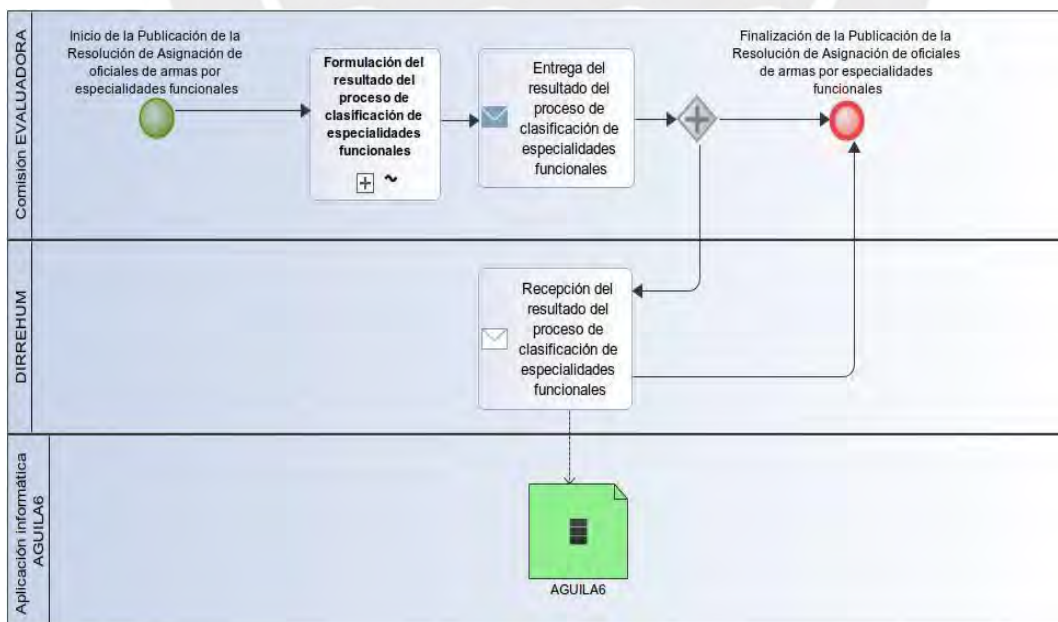 Comisión EVALUADORA
Inicio de la Publicación de la
Resolución de Asignación de
oficiales de armas por
especialidades funcionales
Formulación del
resultado del
proceso de
clasificación de
especialidades
funcionales
Entrega del
resultado del
proceso de
clasificación de
especialidades
funcionales
Finalización de la Publicación de la
Resolución de Asignación de oficiales
de armas por especialidades
funcionales
DIRREHUM
Recepción del
resultado del
proceso de
clasificación de
especialidades
funcionales
Aplicación informática
AGUILA6
AGUILA6